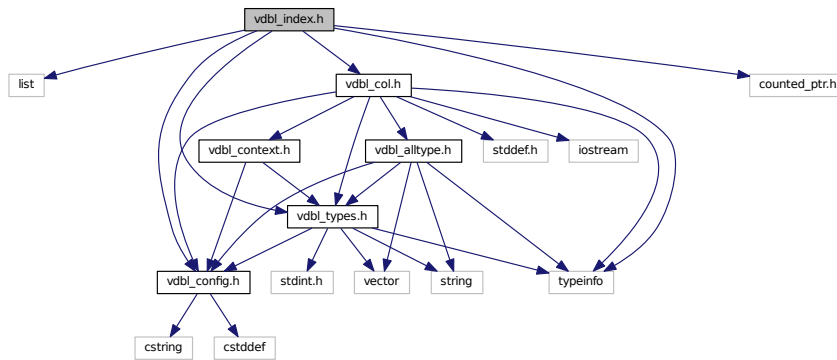 vdbl_index.h
list
vdbl_col.h
counted_ptr.h
vdbl_context.h
vdbl_alltype.h
stddef.h
iostream
vdbl_types.h
vdbl_config.h
stdint.h
vector
string
typeinfo
cstring
cstddef